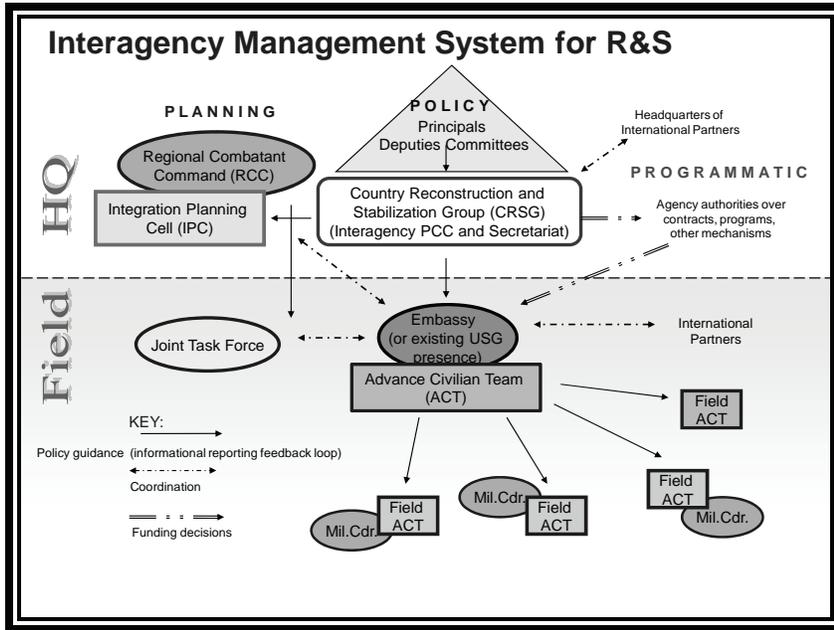 Interagency Management System for R&S
PLANNING
POLICY
Principals
Deputies Committees
Headquarters of
International Partners
HQ
Regional Combatant
Command (RCC)
Integration Planning
Cell (IPC)
Country Reconstruction and
Stabilization Group (CRSG)
(Interagency PCC and Secretariat)
PROGRAMMATIC
Agency authorities over
contracts, programs,
other mechanisms
Field
Joint Task Force
Embassy
(or existing USG
presence)
Advance Civilian Team
(ACT)
International
Partners
Field
ACT
KEY:
Policy guidance (informational reporting feedback loop)
Coordination
Funding decisions
Mil.Cdr.
Field
ACT
Mil.Cdr.
Field
ACT
Field
ACT
Mil.Cdr.